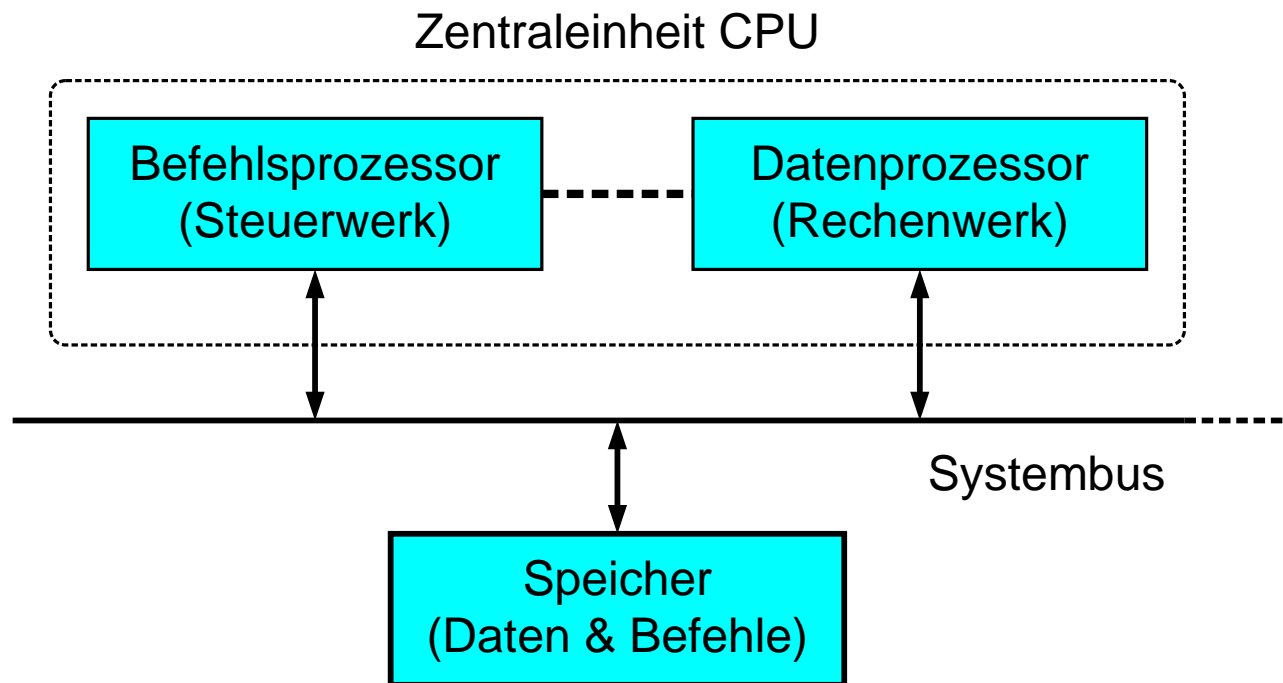 Zentraleinheit CPU
Befehlsprozessor
(Steuerwerk)
Datenprozessor
(Rechenwerk)
Systembus
Speicher
(Daten & Befehle)